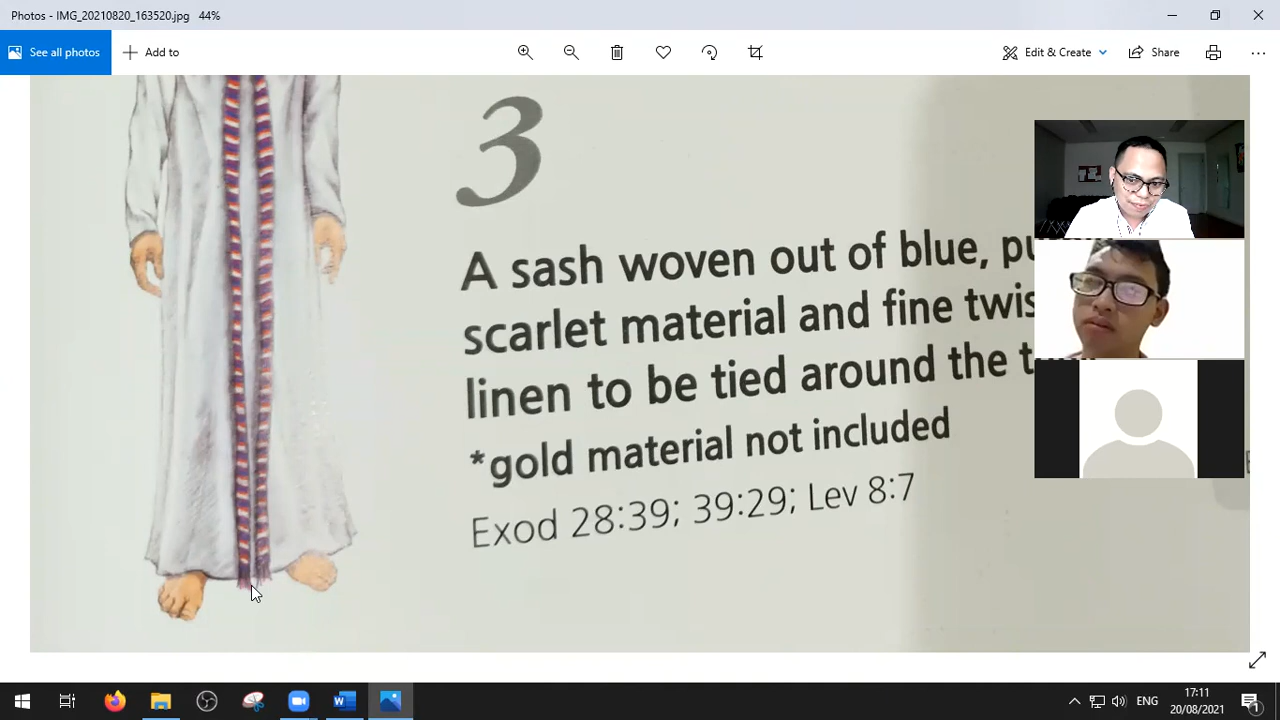 Photos - IMG_20210820_163520.jpg 44%
See all photos
Add to
Edit & Create
Share
3
A sash woven out of blue,
scarlet material and fine
linen to be tied around the
*gold material not included
Exod 28:39; 39:29; Lev 8:7
ENG
17:11
20/08/2021
1